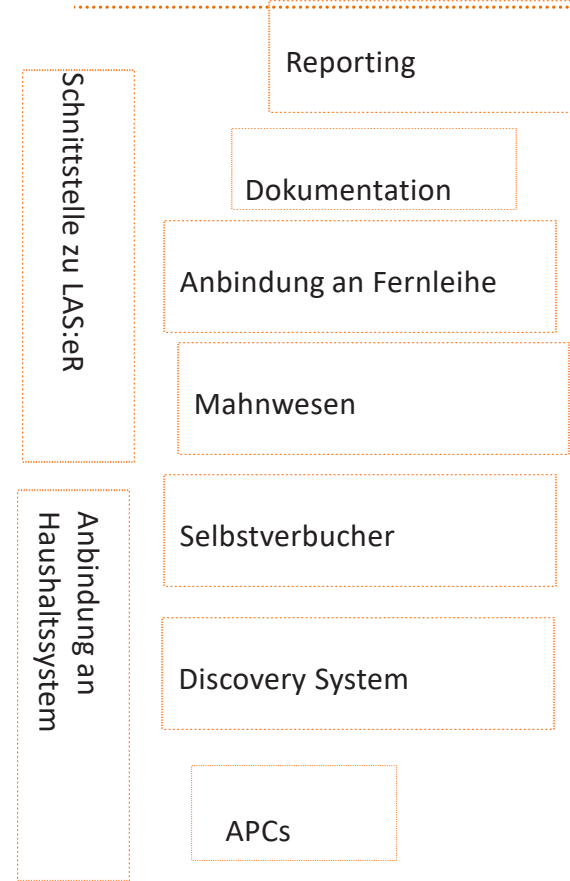 Reporting
Schnittstelle zu LAS:eR
Dokumentation
Anbindung an Fernleihe
Mahnwesen
Selbstverbucher
Anbindung an
Haushaltssystem
Discovery System
APCs